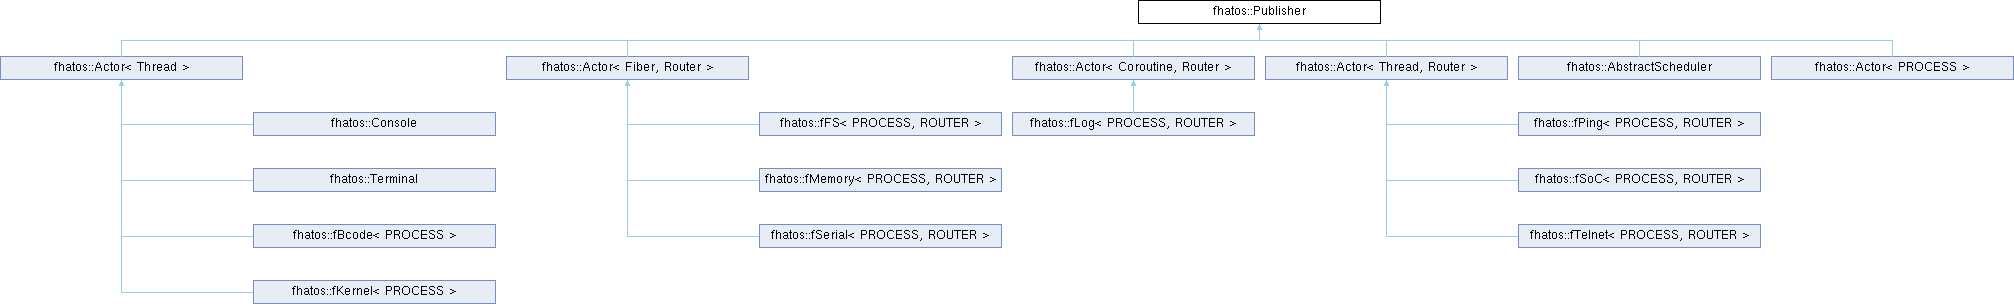 fhatos::Publisher
fhatos::Actor< Thread >
fhatos::Actor< Fiber, Router >
fhatos::Actor< Coroutine, Router >
fhatos::Actor< Thread, Router >
fhatos::AbstractScheduler
fhatos::Actor< PROCESS >
fhatos::Console
fhatos::fFS< PROCESS, ROUTER >
fhatos::fLog< PROCESS, ROUTER >
fhatos::fPing< PROCESS, ROUTER >
fhatos::Terminal
fhatos::fMemory< PROCESS, ROUTER >
fhatos::fSoC< PROCESS, ROUTER >
fhatos::fBcode< PROCESS >
fhatos::fSerial< PROCESS, ROUTER >
fhatos::fTelnet< PROCESS, ROUTER >
fhatos::fKernel< PROCESS >